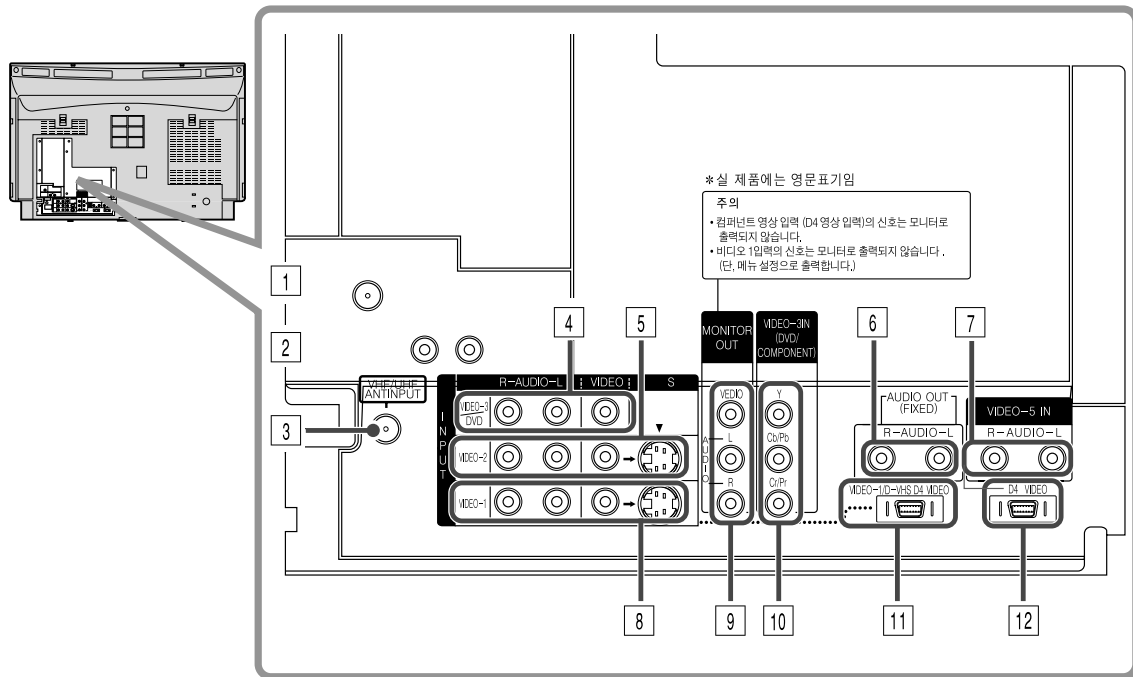 *실 제품에는 영문표기임
주의
• 컴퍼넌트 영상 입력 (D4 영상 입력)의 신호는 모니터로
출력되지 않습니다.
• 비디오 1입력의 신호는 모니터로 출력되지 않습니다 .
(단, 메뉴 설정으로 출력합니다.)
1
2
3
4
5
6
7
MONITOR
OUT
VIDEO-3IN
(DVD/
COMPONENT)
VHF/UHF
ANTINPUT
INPUT
R-AUDIO-L
VIDEO
S
VIDEO-3
DVD
VIDEO-2
VIDEO-1
VEDIO
AUDIO
L
R
Y
Cb/Pb
Cr/Pr
AUDIO OUT
(FIXED)
R-AUDIO-L
VIDEO-5 IN
R-AUDIO-L
VIDEO-1/D-VHS D4 VIDEO
D4 VIDEO
8
9
10
11
12